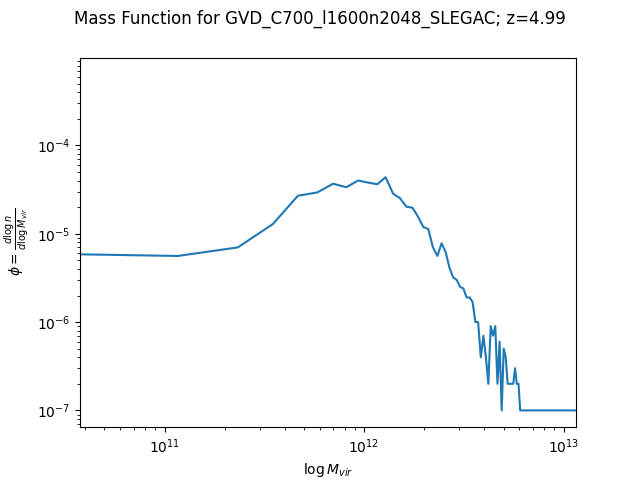 Mass Function for GVD_C700_l1600n2048_SLEGAC; z=4.99
10⁻⁴
10⁻⁵
10⁻⁶
10⁻⁷
ϕ = d log n / d log M_vir
10¹¹
10¹²
10¹³
log M_vir